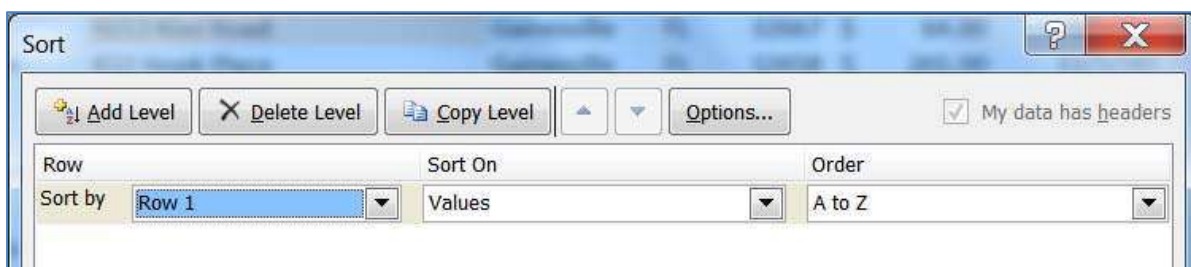 Sort
Add Level Delete Level Copy Level Options... My data has headers
Row Sort On Order
Sort by Row 1 Values A to Z